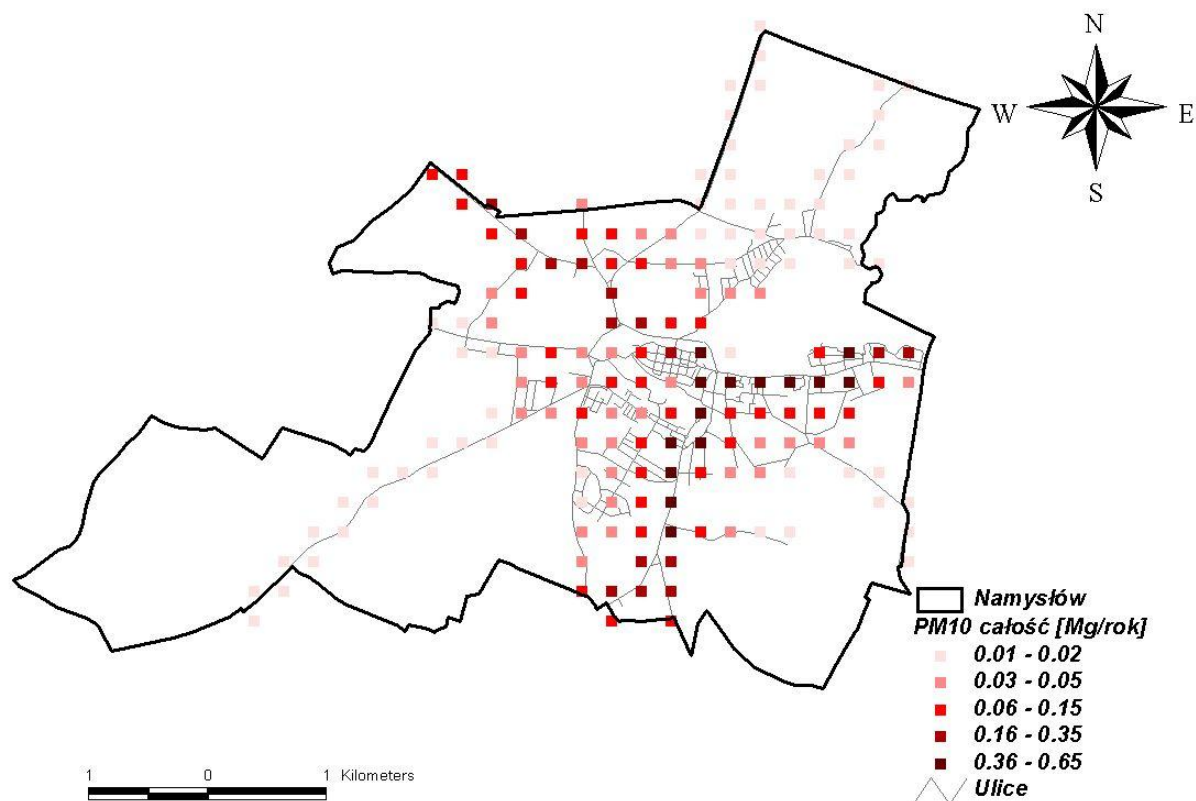 N
W E
S
Namysłów
PM10 całość [Mg/rok]
0.01 - 0.02
0.03 - 0.05
0.06 - 0.15
0.16 - 0.35
0.36 - 0.65
Ulice
1 0 1 Kilometers